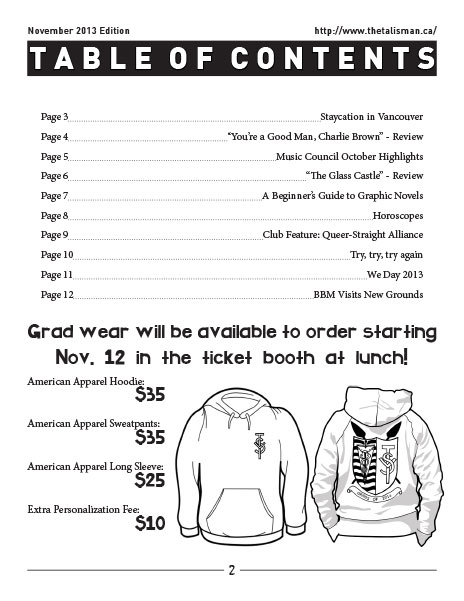 November 2013 Edition http://www.thetalisman.ca/
TABLE OF CONTENTS
Page 3 Staycation in Vancouver
Page 4 "You're a Good Man, Charlie Brown" - Review
Page 5 Music Council October Highlights
Page 6 "The Glass Castle" - Review
Page 7 A Beginner's Guide to Graphic Novels
Page 8 Horoscopes
Page 9 Club Feature: Queer-Straight Alliance
Page 10 Try, try, try again
Page 11 We Day 2013
Page 12 BBM Visits New Grounds
Grad wear will be available to order starting
Nov. 12 in the ticket booth at lunch!
American Apparel Hoodie:
$35
American Apparel Sweatpants:
$35
American Apparel Long Sleeve:
$25
Extra Personalization Fee:
$10
2